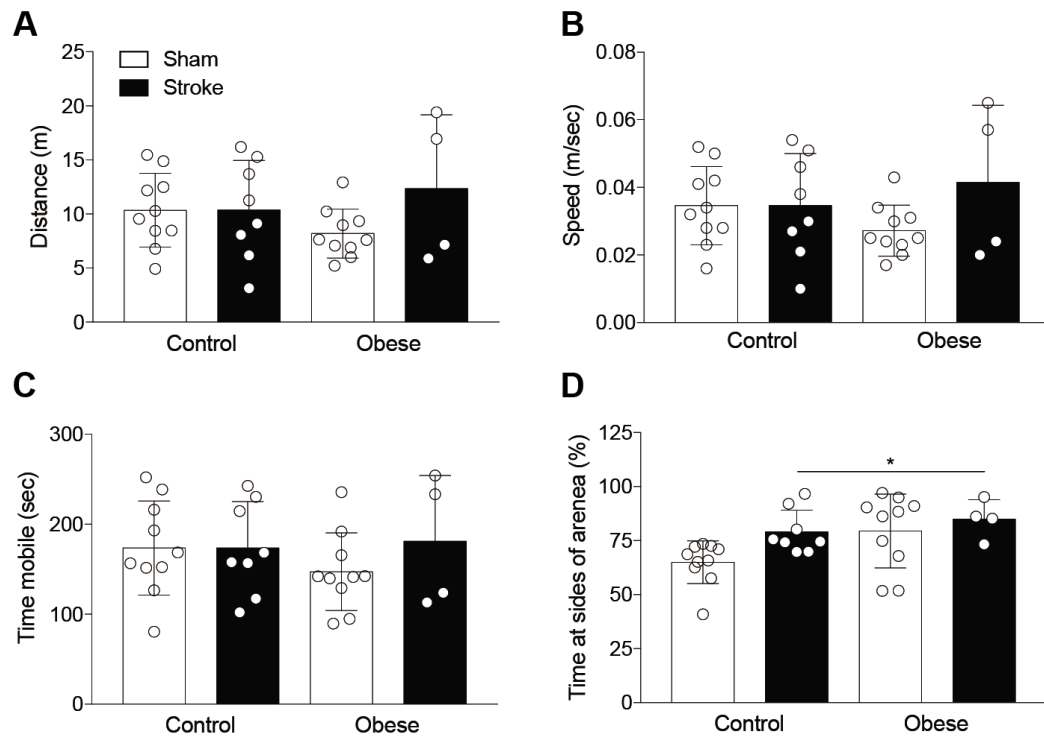 A
Distance (m)
25
20
15
10
5
0
Sham
Stroke
Control
Obese
B
Speed (m/sec)
0.08
0.06
0.04
0.02
0.00
Control
Obese
C
Time mobile (sec)
300
200
100
0
Control
Obese
D
Time at sides of arenea (%)
125
100
75
50
25
0
*
Control
Obese